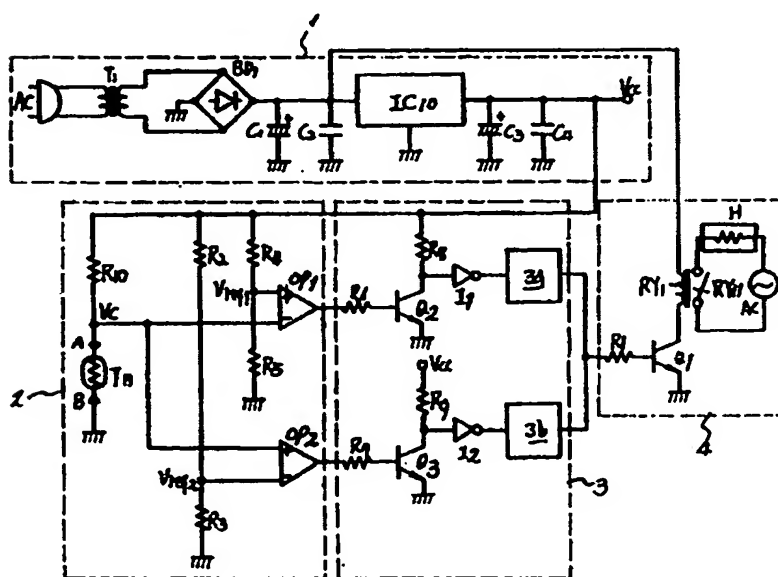 1
T1
BD1
AC
IC10
Vcc
C1
+
C2
C3
+
C4
R10
R2
R4
R8
H
Vref1
OP1
I1
3a
RY1
AC
VC
R6
Q2
A
TH
B
R5
Vcc
R1
Q1
2
R9
OP2
I2
3b
4
Vref2
R7
Q3
3
R3